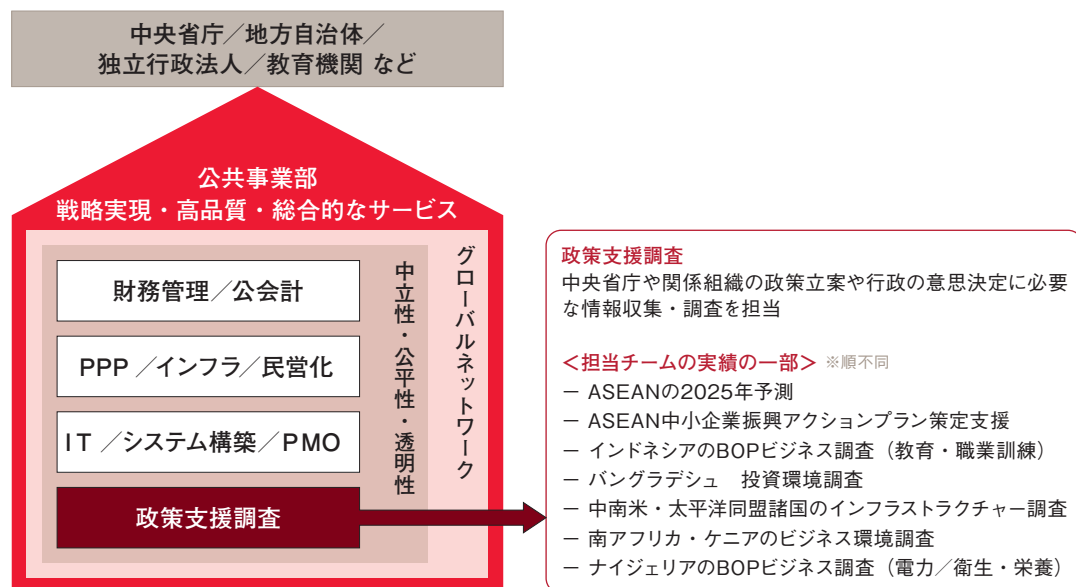 中央省庁／地方自治体／
独立行政法人／教育機関 など
公共事業部
戦略実現・高品質・総合的なサービス
財務管理／公会計
PPP ／インフラ／民営化
IT ／システム構築／PMO
政策支援調査
中立性・公平性・透明性
グローバルネットワーク
政策支援調査
中央省庁や関係組織の政策立案や行政の意思決定に必要
な情報収集・調査を担当
＜担当チームの実績の一部＞ ※順不同
－ ASEANの2025年予測
－ ASEAN中小企業振興アクションプラン策定支援
－ インドネシアのBOPビジネス調査（教育・職業訓練）
－ バングラデシュ　投資環境調査
－ 中南米・太平洋同盟諸国のインフラストラクチャー調査
－ 南アフリカ・ケニアのビジネス環境調査
－ ナイジェリアのBOPビジネス調査（電力／衛生・栄養）